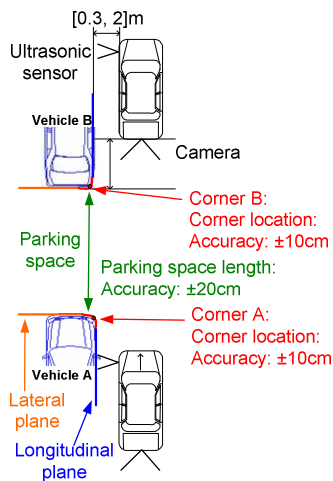 [0.3, 2]m
Ultrasonic
sensor
Vehicle B
Camera
Corner B:
Corner location:
Accuracy: ±10cm
Parking
space
Parking space length:
Accuracy: ±20cm
Corner A:
Corner location:
Accuracy: ±10cm
Vehicle A
Lateral
plane
Longitudinal
plane